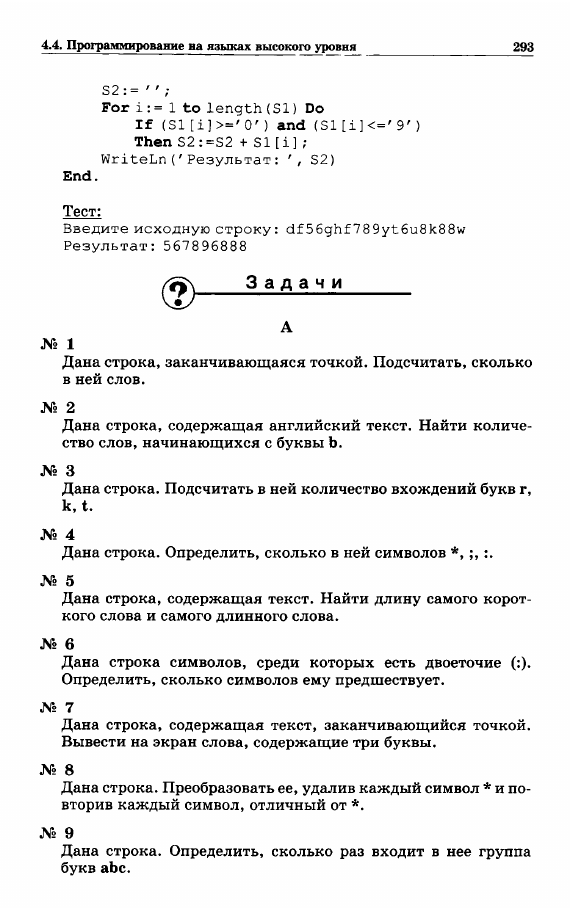 4.4. Программирование на языках высокого уровня 293
S2:= '';
For i:= 1 to length(S1) Do
If (S1[i]>='0') and (S1[i]<='9')
Then S2:=S2 + S1[i];
WriteLn('Результат: ', S2)
End.
Тест:
Введите исходную строку: df56ghf789yt6u8k88w
Результат: 567896888
? Задачи
А
№ 1
Дана строка, заканчивающаяся точкой. Подсчитать, сколько
в ней слов.
№ 2
Дана строка, содержащая английский текст. Найти количе-
ство слов, начинающихся с буквы b.
№ 3
Дана строка. Подсчитать в ней количество вхождений букв r,
k, t.
№ 4
Дана строка. Определить, сколько в ней символов *, ;, :.
№ 5
Дана строка, содержащая текст. Найти длину самого корот-
кого слова и самого длинного слова.
№ 6
Дана строка символов, среди которых есть двоеточие (:).
Определить, сколько символов ему предшествует.
№ 7
Дана строка, содержащая текст, заканчивающийся точкой.
Вывести на экран слова, содержащие три буквы.
№ 8
Дана строка. Преобразовать ее, удалив каждый символ * и по-
вторив каждый символ, отличный от *.
№ 9
Дана строка. Определить, сколько раз входит в нее группа
букв abc.